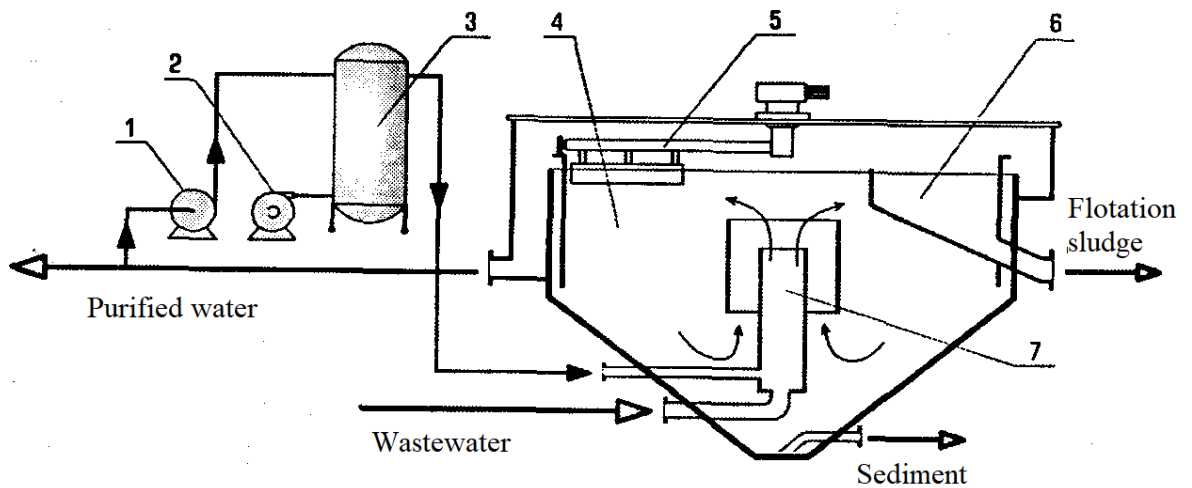 1
2
3
4
5
6
Flotation
sludge
Purified water
7
Wastewater
Sediment